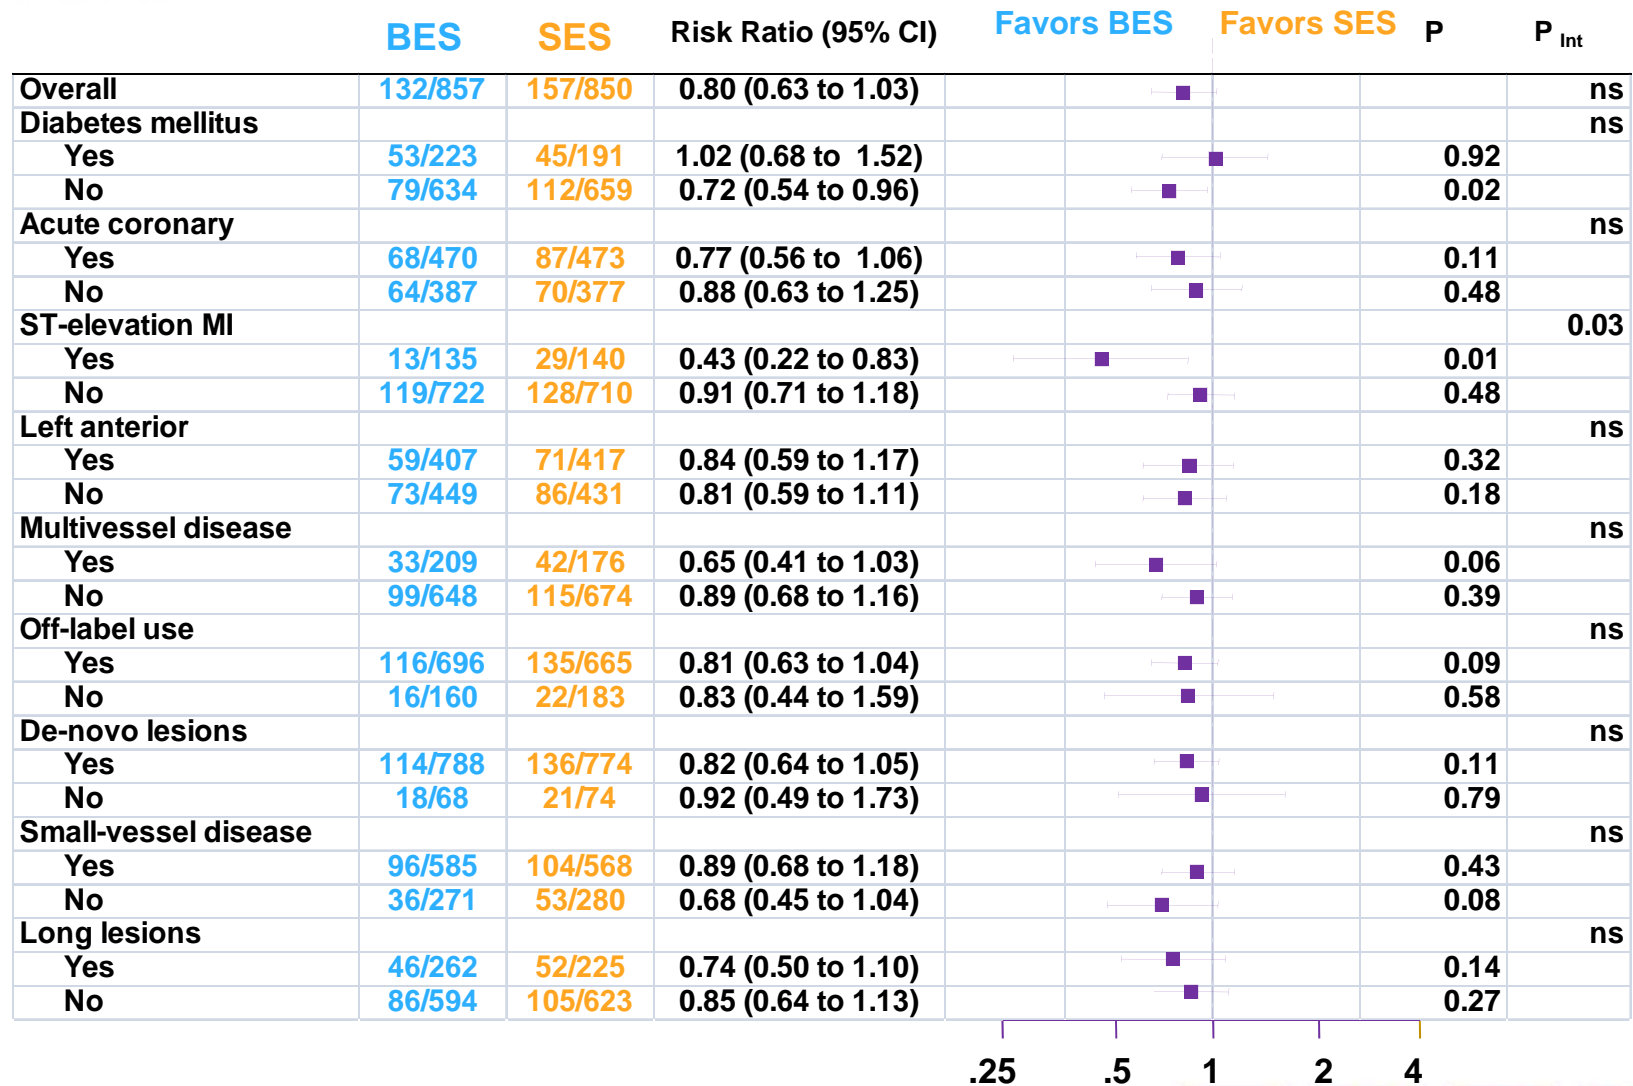 BES SES Risk Ratio (95% CI) Favors BES Favors SES P P Int
Overall 132/857 157/850 0.80 (0.63 to 1.03) ns
Diabetes mellitus ns
Yes 53/223 45/191 1.02 (0.68 to 1.52) 0.92
No 79/634 112/659 0.72 (0.54 to 0.96) 0.02
Acute coronary ns
Yes 68/470 87/473 0.77 (0.56 to 1.06) 0.11
No 64/387 70/377 0.88 (0.63 to 1.25) 0.48
ST-elevation MI 0.03
Yes 13/135 29/140 0.43 (0.22 to 0.83) 0.01
No 119/722 128/710 0.91 (0.71 to 1.18) 0.48
Left anterior ns
Yes 59/407 71/417 0.84 (0.59 to 1.17) 0.32
No 73/449 86/431 0.81 (0.59 to 1.11) 0.18
Multivessel disease ns
Yes 33/209 42/176 0.65 (0.41 to 1.03) 0.06
No 99/648 115/674 0.89 (0.68 to 1.16) 0.39
Off-label use ns
Yes 116/696 135/665 0.81 (0.63 to 1.04) 0.09
No 16/160 22/183 0.83 (0.44 to 1.59) 0.58
De-novo lesions ns
Yes 114/788 136/774 0.82 (0.64 to 1.05) 0.11
No 18/68 21/74 0.92 (0.49 to 1.73) 0.79
Small-vessel disease ns
Yes 96/585 104/568 0.89 (0.68 to 1.18) 0.43
No 36/271 53/280 0.68 (0.45 to 1.04) 0.08
Long lesions ns
Yes 46/262 52/225 0.74 (0.50 to 1.10) 0.14
No 86/594 105/623 0.85 (0.64 to 1.13) 0.27
.25 .5 1 2 4